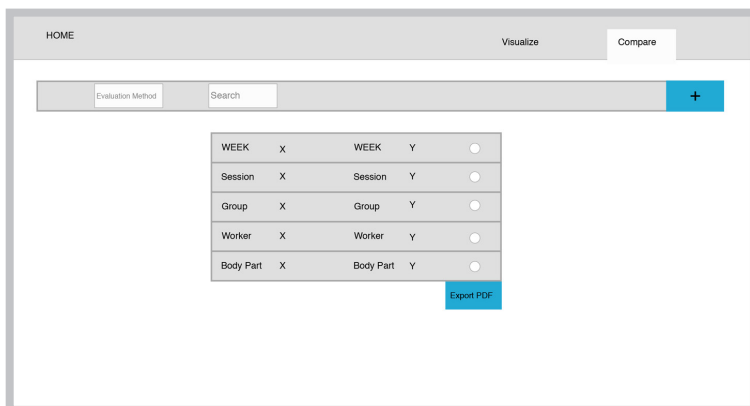 HOME
Visualize
Compare
Evaluation Method
Search
+
WEEK X WEEK Y
Session X Session Y
Group X Group Y
Worker X Worker Y
Body Part X Body Part Y
Export PDF